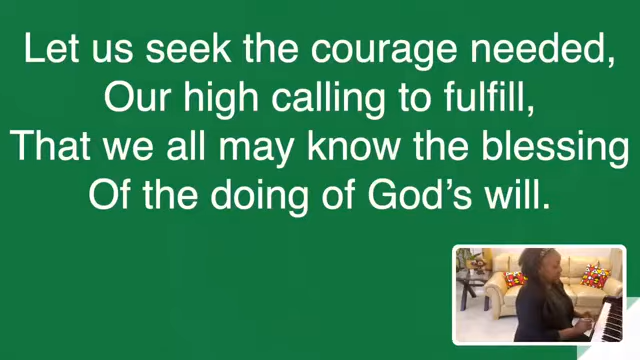 Let us seek the courage needed,
Our high calling to fulfill,
That we all may know the blessing
Of the doing of God’s will.